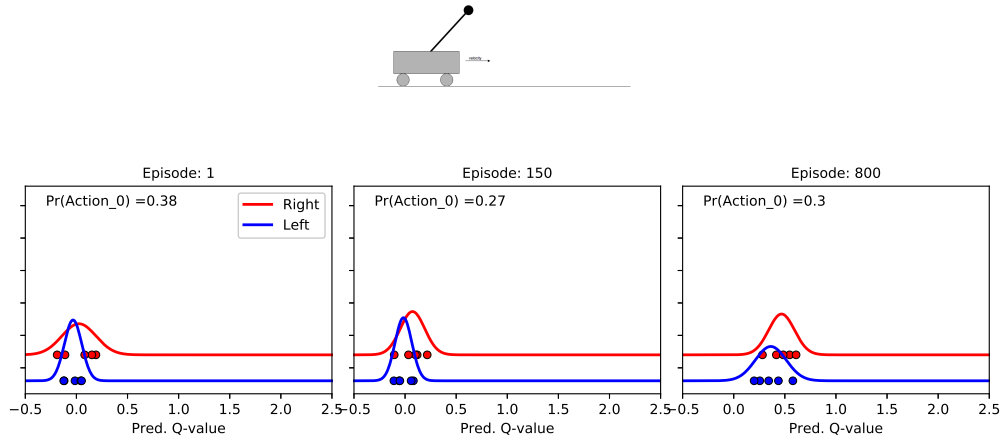 velocity
Episode: 1
Episode: 150
Episode: 800
Pr(Action_0) =0.38
Pr(Action_0) =0.27
Pr(Action_0) =0.3
Right
Left
−0.5 0.0 0.5 1.0 1.5 2.0 2.5
−0.5 0.0 0.5 1.0 1.5 2.0 2.5
−0.5 0.0 0.5 1.0 1.5 2.0 2.5
Pred. Q-value
Pred. Q-value
Pred. Q-value